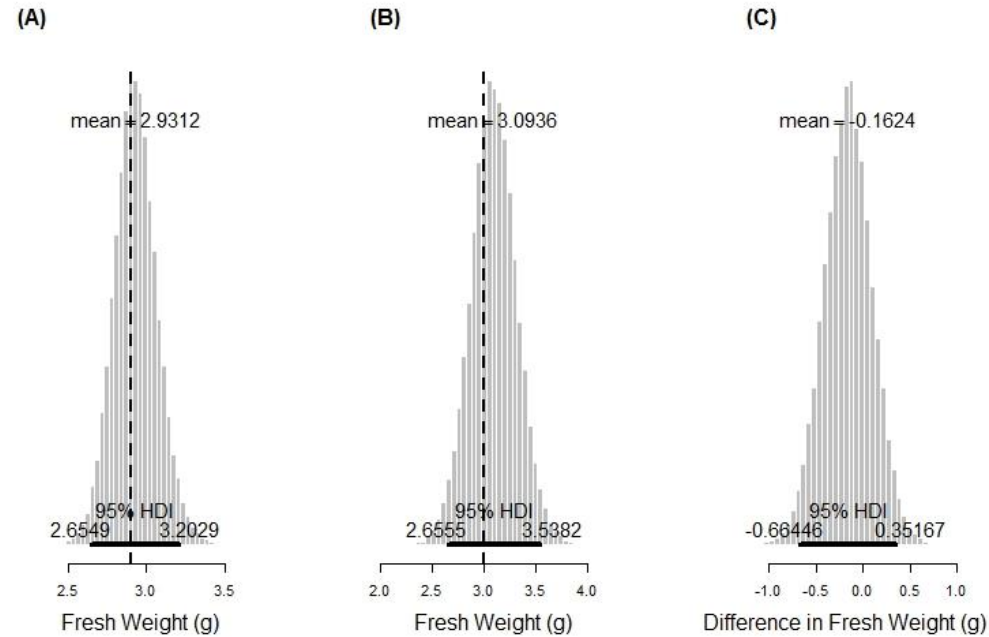 (A)
mean = 2.9312
95% HDI
2.6549 3.2029
2.5 3.0 3.5
Fresh Weight (g)
(B)
mean = 3.0936
95% HDI
2.6555 3.5382
2.0 2.5 3.0 3.5 4.0
Fresh Weight (g)
(C)
mean = -0.1624
95% HDI
-0.66446 0.35167
-1.0 -0.5 0.0 0.5 1.0
Difference in Fresh Weight (g)